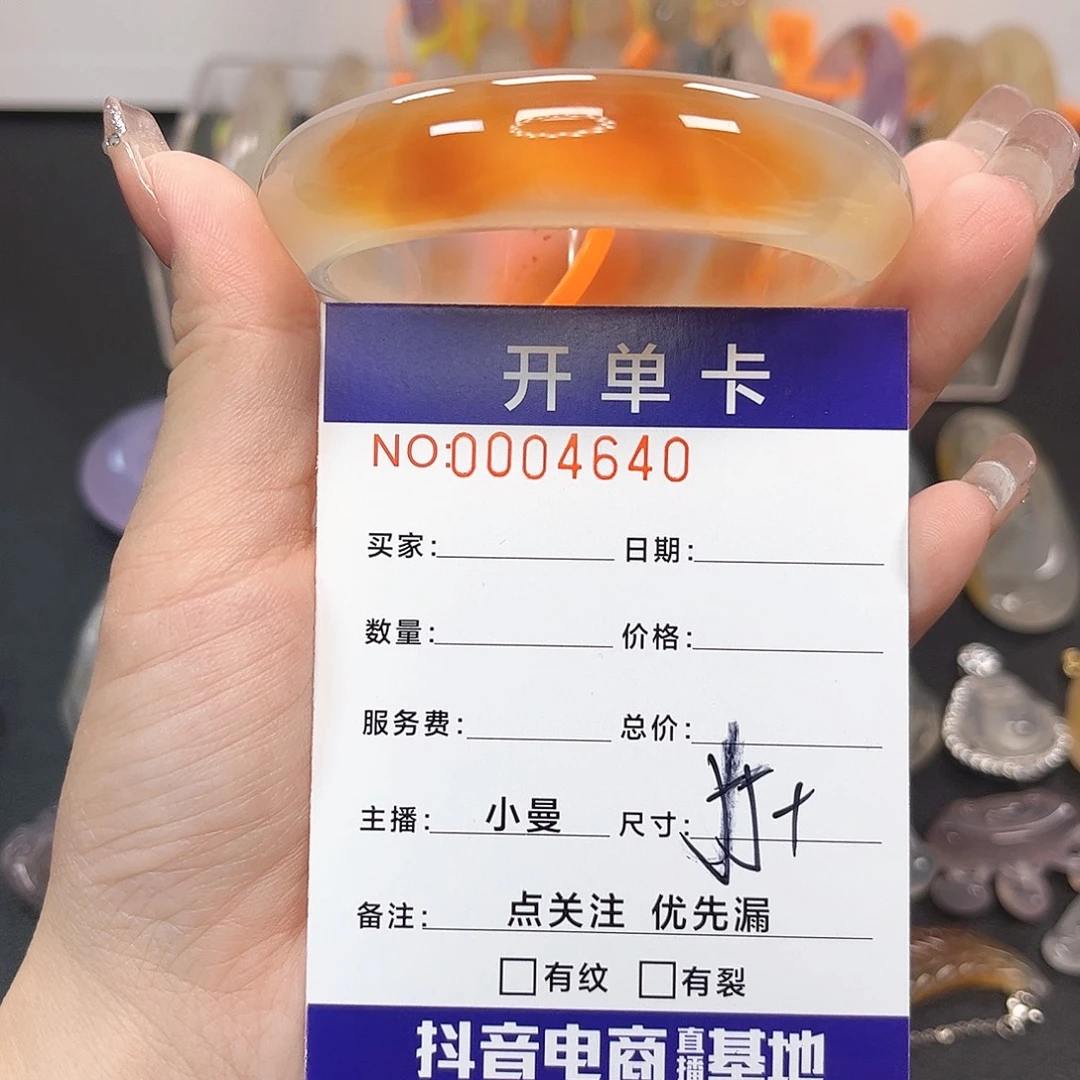 开单卡
NO:0004640
买家: 日期:
数量: 价格:
服务费: 总价:
主播: 小曼 尺寸:
备注: 点关注 优先漏
□有纹 □有裂
抖音电商直播基地